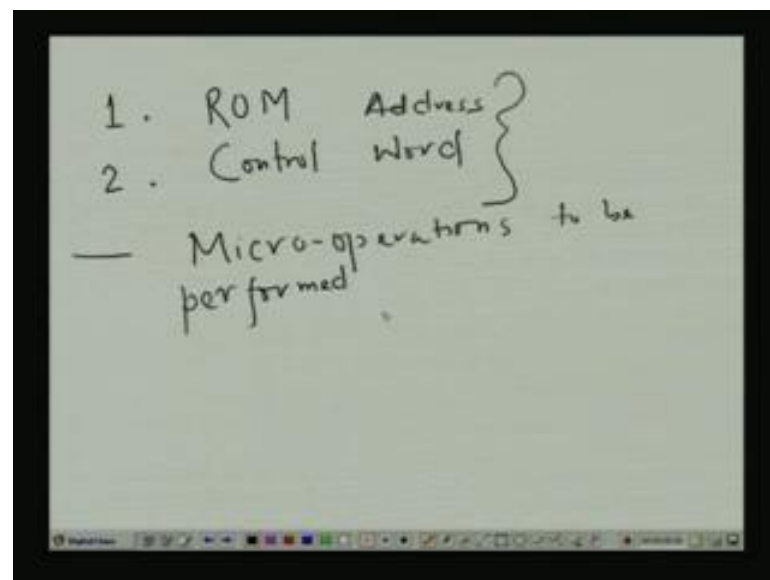 1. ROM Address
2. Control Word
— Micro-operations to be
performed